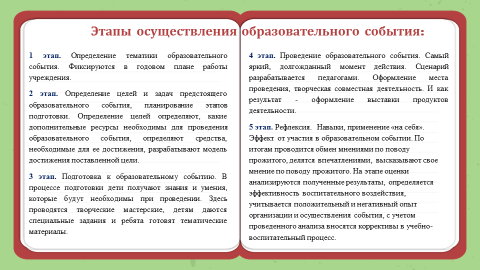 Этапы осуществления образовательного события:
1 этап. Определение тематики образовательного
события. Фиксируются в годовом плане работы
учреждения.
2 этап. Определение целей и задач предстоящего
образовательного события, планирование этапов
подготовки. Определение целей определяют, какие
дополнительные ресурсы необходимы для проведения
образовательного события, определяют средства,
необходимые для ее достижения, разрабатывают модель
достижения поставленной цели.
3 этап. Подготовка к образовательному событию. В
процессе подготовки дети получают знания и умения,
которые будут необходимы при проведении. Здесь
проводятся творческие мастерские, детям даются
специальные задания и ребята готовят тематические
материалы.
4 этап. Проведение образовательного события. Самый
яркий, долгожданный момент действия. Сценарий
разрабатывается педагогами. Оформление места
проведения, творческая совместная деятельность. И как
результат - оформление выставки продуктов
деятельности.
5 этап. Рефлексия. Навыки, применение «на себя».
Эффект от участия в образовательном событии. По
итогам проводится обмен мнениями по поводу
прожитого, делятся впечатлениями, высказывают свое
мнение по поводу прожитого. На этапе оценки
анализируются полученные результаты, определяется
эффективность воспитательного воздействия,
учитывается положительный и негативный опыт
организации и осуществления события, с учетом
проведенного анализа вносятся коррективы в учебно-
воспитательный процесс.